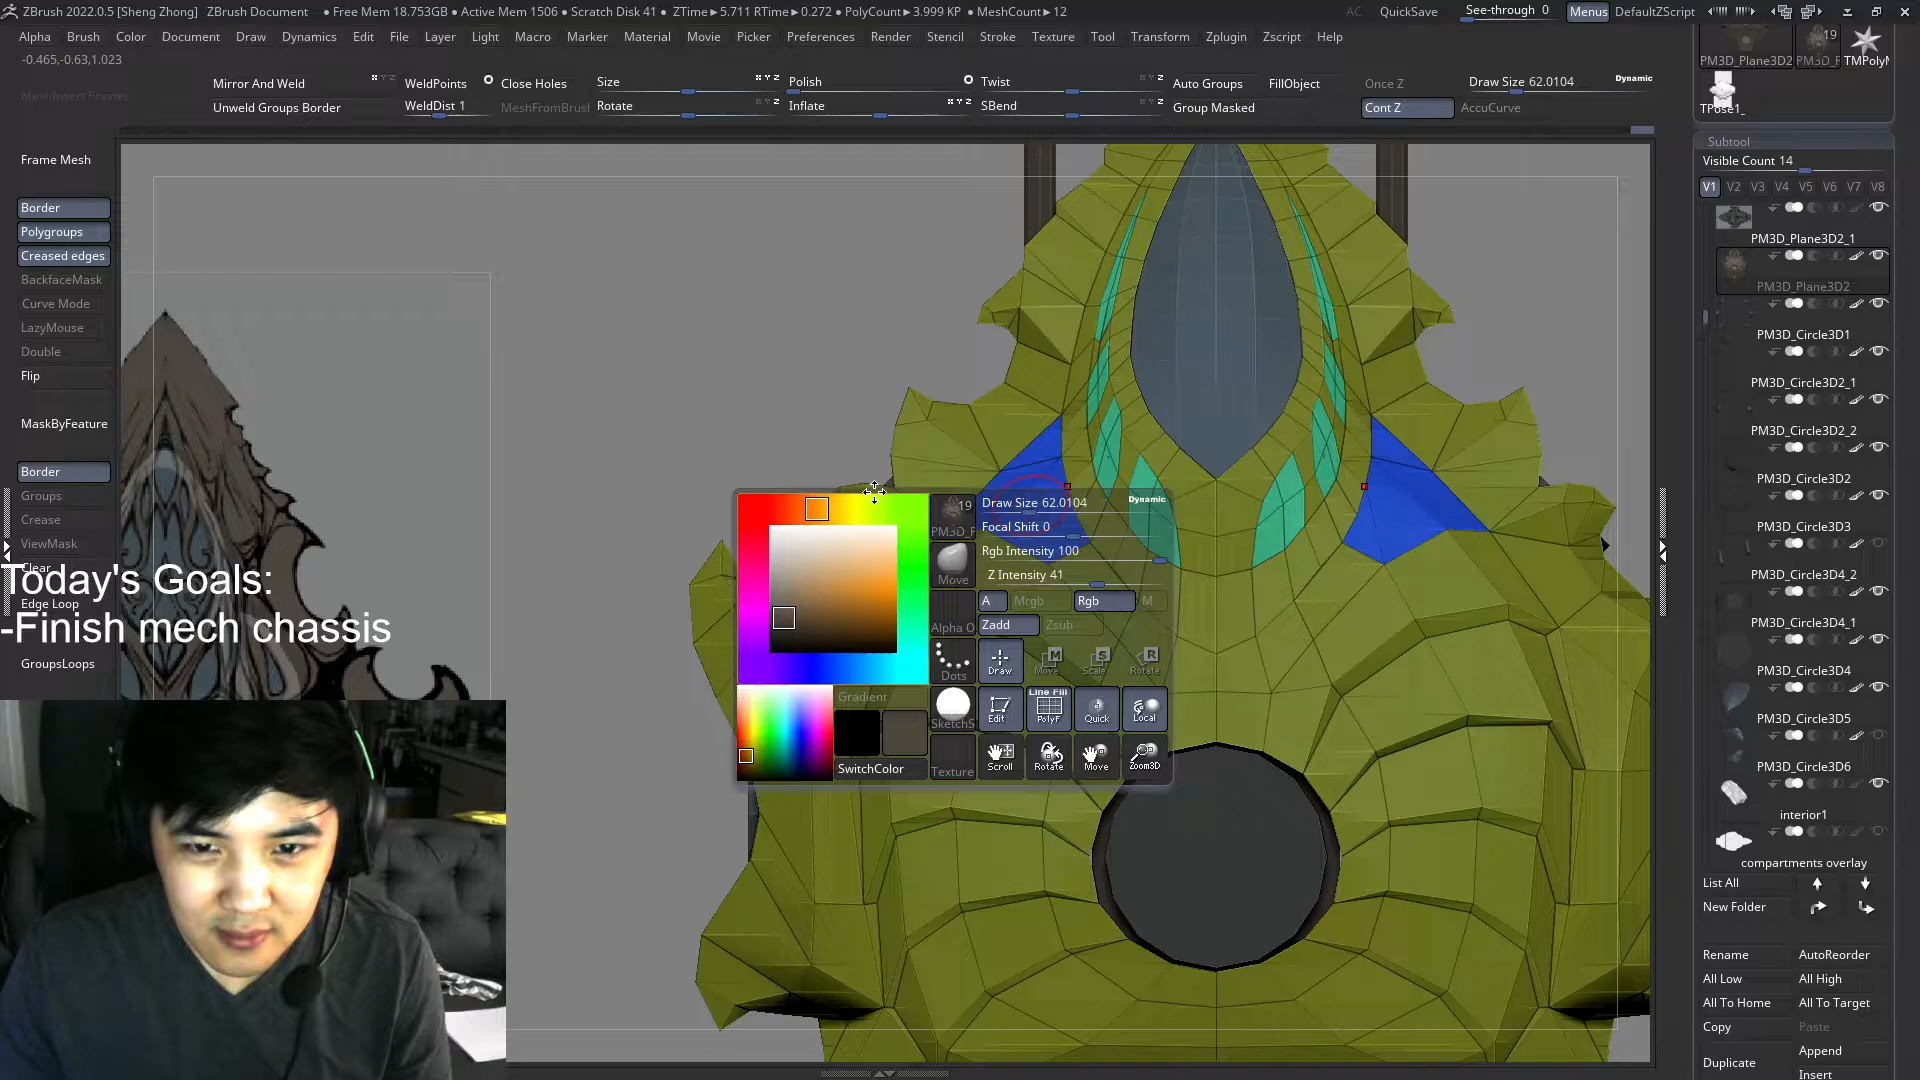 ZBrush 2022.0.5 [Sheng Zhong] ZBrush Document • Free Mem 18.753GB • Active Mem 1506 • Scratch Disk 41 • ZTime▸5.711 RTime▸0.272 • PolyCount▸3.999 KP • MeshCount▸12 AC QuickSave See-through 0 Menus DefaultZScript
Alpha Brush Color Document Draw Dynamics Edit File Layer Light Macro Marker Material Movie Picker Preferences Render Stencil Stroke Texture Tool Transform Zplugin Zscript Help
-0.465,-0.63,1.023
Mirror And Weld WeldPoints Close Holes Size Polish Twist Auto Groups FillObject Once Z Draw Size 62.0104 Dynamic
Unweld Groups Border WeldDist 1 MeshFromBrus Rotate Inflate SBend Group Masked Cont Z AccuCurve
Frame Mesh
Border
Polygroups
Creased edges
BackfaceMask
Curve Mode
LazyMouse
Double
Flip
MaskByFeature
Border
Groups
Crease
ViewMask
Clear
Edge Loop
GroupsLoops
Today's Goals:
-Finish mech chassis
19 Draw Size 62.0104 Dynamic
PM3D_F Focal Shift 0
Rgb Intensity 100
Move Z Intensity 41
A Mrgb Rgb M
Alpha O Zadd Zsub
Dots Draw Move Scale Rotate
Gradient Line Fill
SketchS Edit PolyF Quick Local
SwitchColor Texture Scroll Rotate Move Zoom3D
19
PM3D_Plane3D2 PM3D_F TMPolyM
TPose1_
Subtool
Visible Count 14
V1 V2 V3 V4 V5 V6 V7 V8
PM3D_Plane3D2_1
PM3D_Plane3D2
PM3D_Circle3D1
PM3D_Circle3D2_1
PM3D_Circle3D2_2
PM3D_Circle3D2
PM3D_Circle3D3
PM3D_Circle3D4_2
PM3D_Circle3D4_1
PM3D_Circle3D4
PM3D_Circle3D5
PM3D_Circle3D6
interior1
compartments overlay
List All
New Folder
Rename AutoReorder
All Low All High
All To Home All To Target
Copy Paste
Duplicate Append
Insert